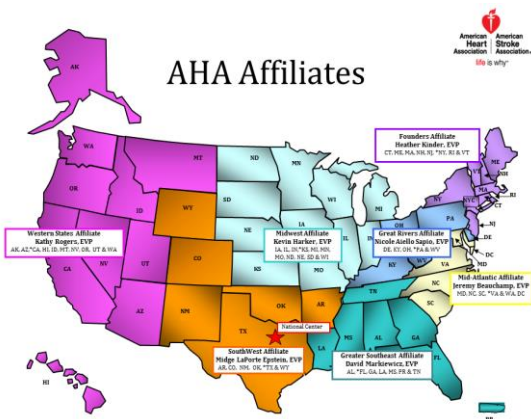 American
Heart
Association
American
Stroke
Association
life is why™
AHA Affiliates
Founders Affiliate
Heather Kinder, EVP
CT, ME, MA, NH, NJ, *NY, RI & VT
Western States Affiliate
Kathy Rogers, EVP
AK, AZ, *CA, HI, ID, MT, NV, OR, UT & WA
Midwest Affiliate
Kevin Harker, EVP
IA, IL, IN, *KS, MI, MN,
MO, ND, NE, SD & WI
Great Rivers Affiliate
Nicole Aiello Sapio, EVP
DE, KY, OH, *PA & WV
Mid-Atlantic Affiliate
Jeremy Beauchamp, EVP
MD, NC, SC, *VA & WA, DC
National Center
SouthWest Affiliate
Midge LaPorte Epstein, EVP
AR, CO, NM, OK, *TX & WY
Greater Southeast Affiliate
David Markiewicz, EVP
AL, *FL, GA, LA, MS, PR & TN
AK
WA
OR
CA
NV
ID
MT
UT
AZ
HI
WY
CO
NM
TX
OK
AR
ND
SD
NE
KS
MN
IA
MO
WI
IL
MI
OH
KY
PA
NY
NYC
VT
ME
NH
MA
RI
CT
NJ
DE
DC
MD
VA
NC
SC
TN
LA
MS
AL
GA
FL